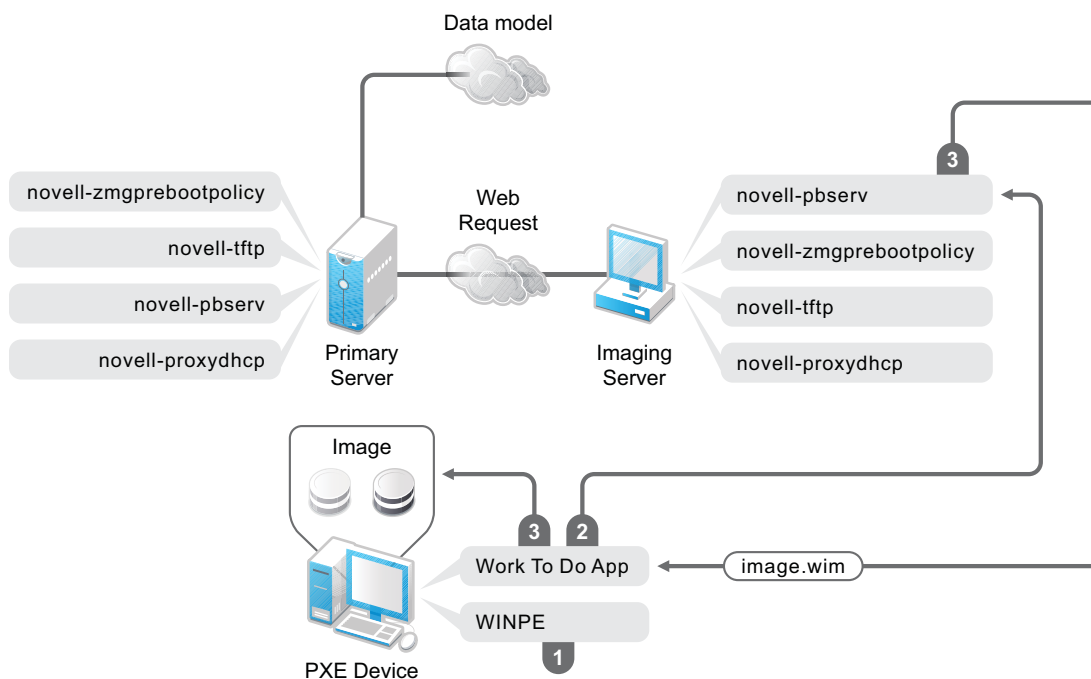 Data model
3
novell-zmgprebootpolicy
novell-tftp
novell-pbserv
novell-proxydhcp
Web
Request
novell-pbserv
novell-zmgprebootpolicy
novell-tftp
novell-proxydhcp
Primary
Server
Imaging
Server
Image
3
2
Work To Do App
image.wim
WINPE
1
PXE Device